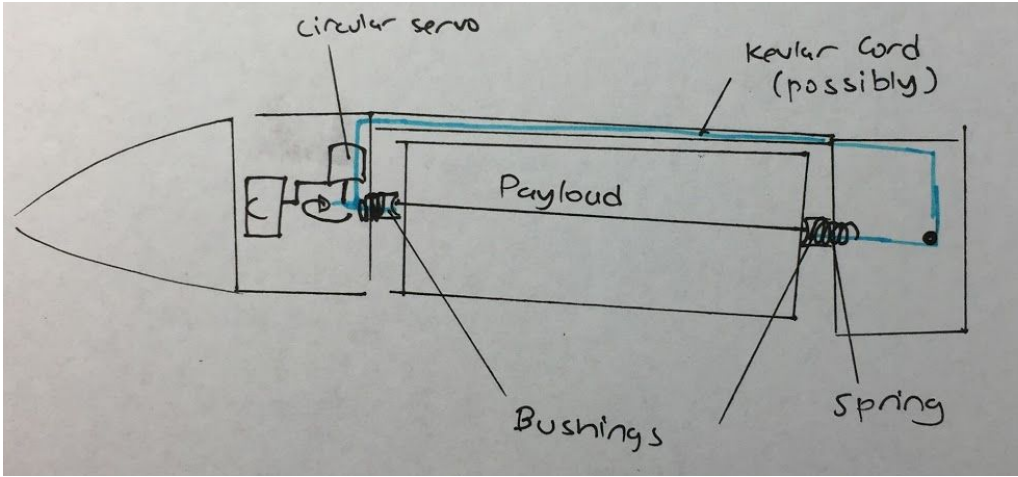 circular servo
Kevlar Cord
(possibly)
Payload
Bushings
Spring